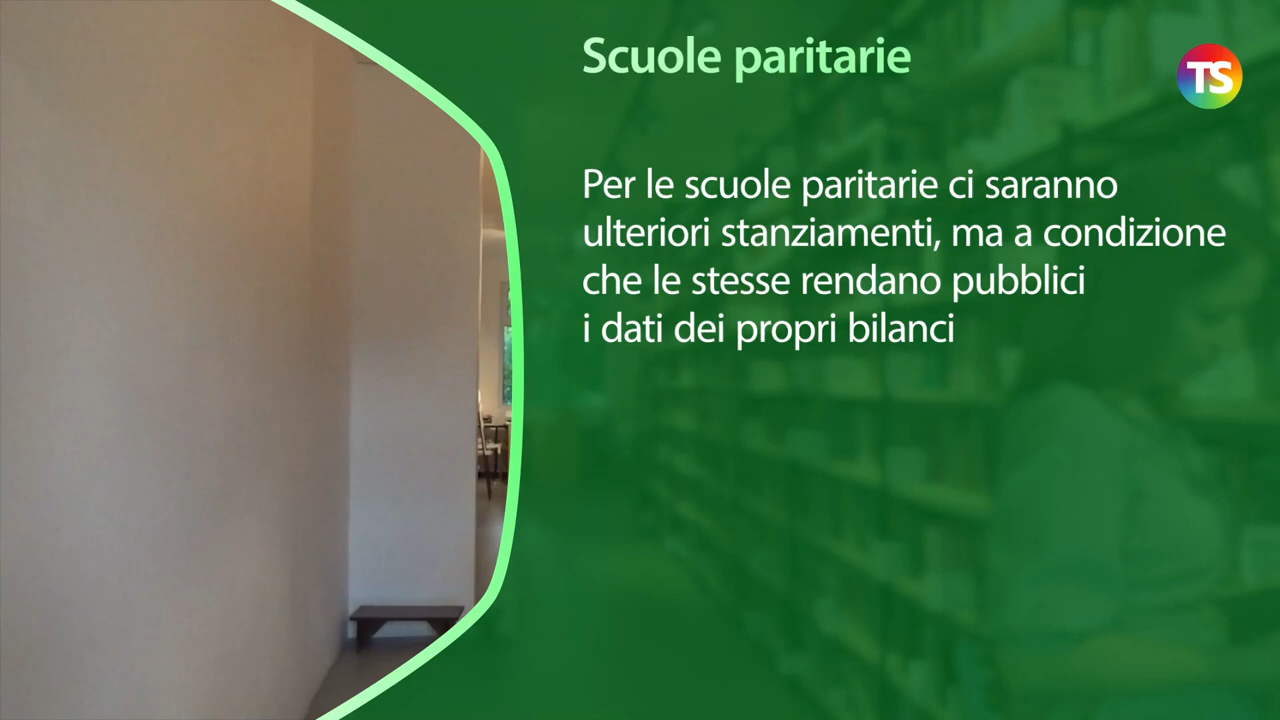 Scuole paritarie
TS
Per le scuole paritarie ci saranno
ulteriori stanziamenti, ma a condizione
che le stesse rendano pubblici
i dati dei propri bilanci